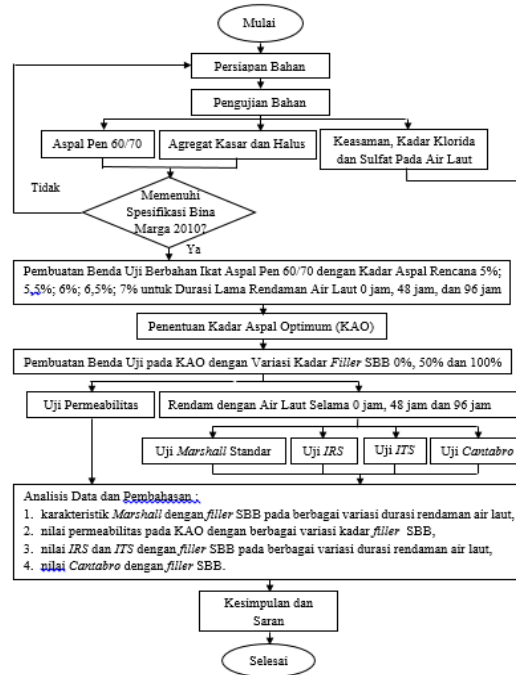 Mulai
Persiapan Bahan
Pengujian Bahan
Aspal Pen 60/70
Agregat Kasar dan Halus
Keasaman, Kadar Klorida
dan Sulfat Pada Air Laut
Tidak
Memenuhi
Spesifikasi Bina
Marga 2010?
Ya
Pembuatan Benda Uji Berbahan Ikat Aspal Pen 60/70 dengan Kadar Aspal Rencana 5%;
5,5%; 6%; 6,5%; 7% untuk Durasi Lama Rendaman Air Laut 0 jam, 48 jam, dan 96 jam
Penentuan Kadar Aspal Optimum (KAO)
Pembuatan Benda Uji pada KAO dengan Variasi Kadar Filler SBB 0%, 50% dan 100%
Uji Permeabilitas
Rendam dengan Air Laut Selama 0 jam, 48 jam dan 96 jam
Uji Marshall Standar
Uji IRS
Uji ITS
Uji Cantabro
Analisis Data dan Pembahasan :
1. karakteristik Marshall dengan filler SBB pada berbagai variasi durasi rendaman air laut,
2. nilai permeabilitas pada KAO dengan berbagai variasi kadar filler SBB,
3. nilai IRS dan ITS dengan filler SBB pada berbagai variasi durasi rendaman air laut,
4. nilai Cantabro dengan filler SBB.
Kesimpulan dan
Saran
Selesai